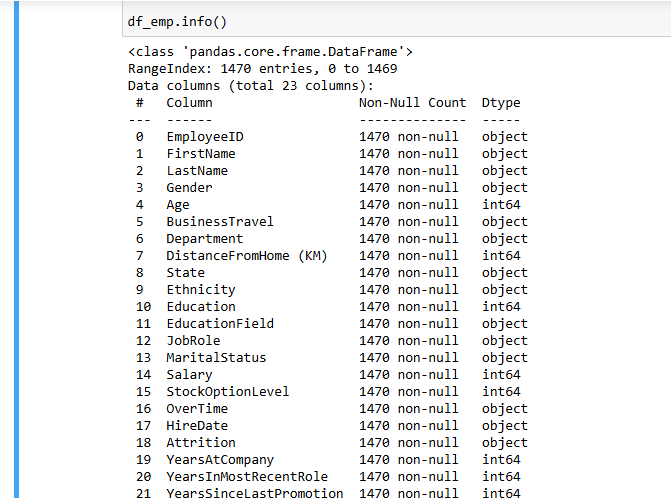 df_emp.info()
<class 'pandas.core.frame.DataFrame'>
RangeIndex: 1470 entries, 0 to 1469
Data columns (total 23 columns):
 #   Column                   Non-Null Count  Dtype
---  ------                   --------------  -----
 0   EmployeeID               1470 non-null   object
 1   FirstName                1470 non-null   object
 2   LastName                 1470 non-null   object
 3   Gender                   1470 non-null   object
 4   Age                      1470 non-null   int64
 5   BusinessTravel           1470 non-null   object
 6   Department               1470 non-null   object
 7   DistanceFromHome (KM)    1470 non-null   int64
 8   State                    1470 non-null   object
 9   Ethnicity                1470 non-null   object
 10  Education                1470 non-null   int64
 11  EducationField           1470 non-null   object
 12  JobRole                  1470 non-null   object
 13  MaritalStatus            1470 non-null   object
 14  Salary                   1470 non-null   int64
 15  StockOptionLevel         1470 non-null   int64
 16  OverTime                 1470 non-null   object
 17  HireDate                 1470 non-null   object
 18  Attrition                1470 non-null   object
 19  YearsAtCompany           1470 non-null   int64
 20  YearsInMostRecentRole    1470 non-null   int64
 21  YearsSinceLastPromotion  1470 non-null   int64